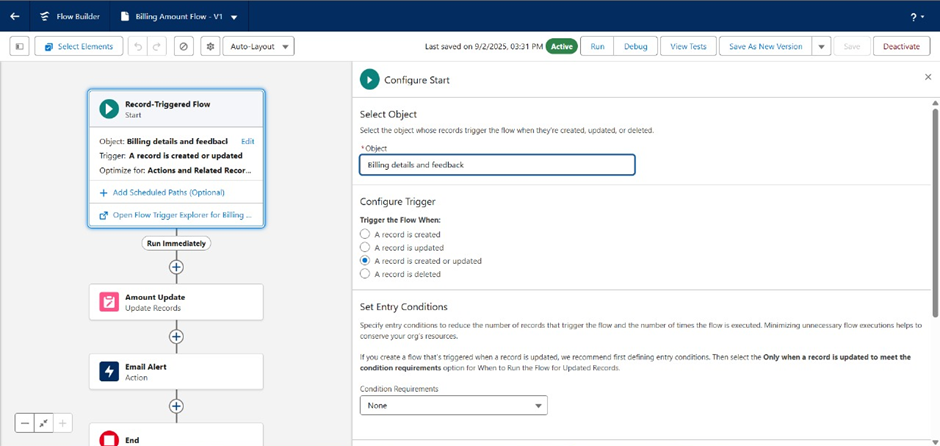 Flow Builder
Billing Amount Flow - V1
?
Select Elements
Auto-Layout
Last saved on 9/2/2025, 03:31 PM
Active
Run
Debug
View Tests
Save As New Version
Save
Deactivate
Record-Triggered Flow
Start
Object: Billing details and feedback
Edit
Trigger: A record is created or updated
Optimize for: Actions and Related Recor...
Add Scheduled Paths (Optional)
Open Flow Trigger Explorer for Billing ...
Run Immediately
Amount Update
Update Records
Email Alert
Action
End
Configure Start
Select Object
Select the object whose records trigger the flow when they're created, updated, or deleted.
*Object
Billing details and feedback
Configure Trigger
Trigger the Flow When:
A record is created
A record is updated
A record is created or updated
A record is deleted
Set Entry Conditions
Specify entry conditions to reduce the number of records that trigger the flow and the number of times the flow is executed. Minimizing unnecessary flow executions helps to
conserve your org's resources.
If you create a flow that's triggered when a record is updated, we recommend first defining entry conditions. Then select the Only when a record is updated to meet the
condition requirements option for When to Run the Flow for Updated Records.
Condition Requirements
None